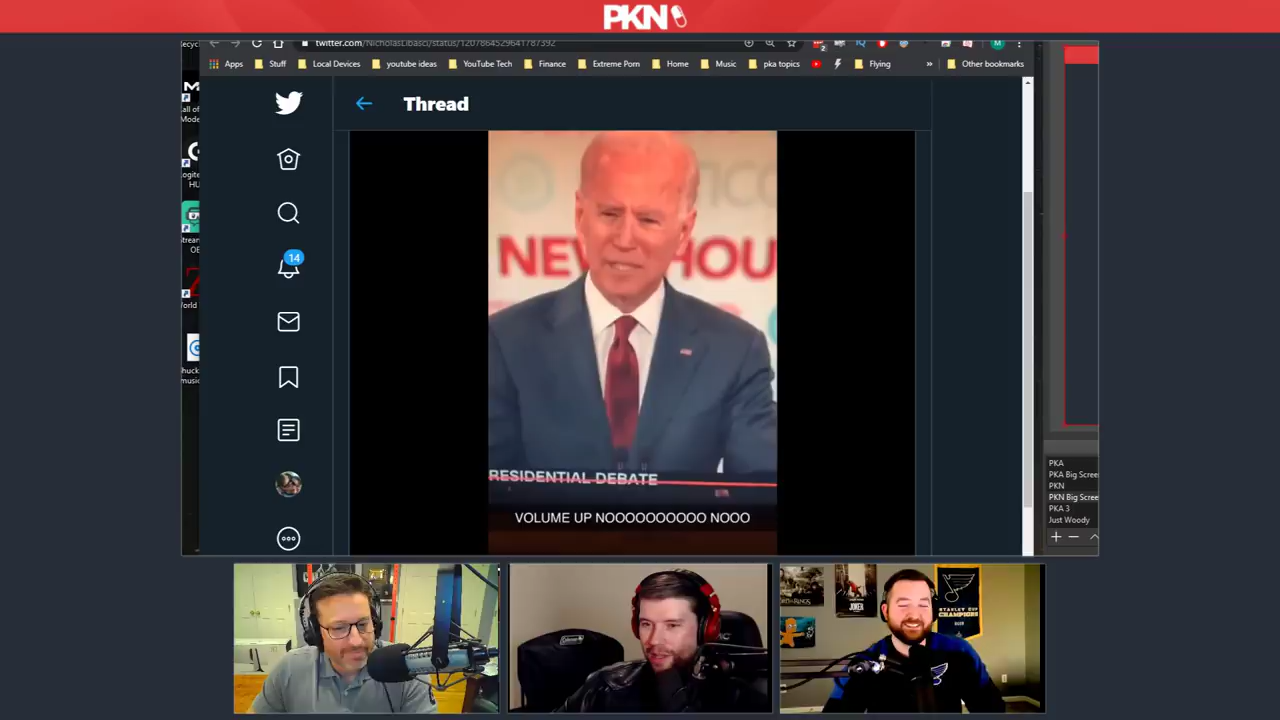 PKN
twitter.com/NicholasLibasci/status/1207864529641787392
Apps
Stuff
Local Devices
youtube ideas
YouTube Tech
Finance
Extreme Porn
Home
Music
pka topics
Flying
»
Other bookmarks
Thread
14
NEW
HOU
RESIDENTIAL DEBATE
VOLUME UP NOOOOOOOOOO NOOO
PKA
PKA Big Scree
PKN
PKN Big Scree
PKA 3
Just Woody
JOKER
STANLEY CUP
CHAMPIONS